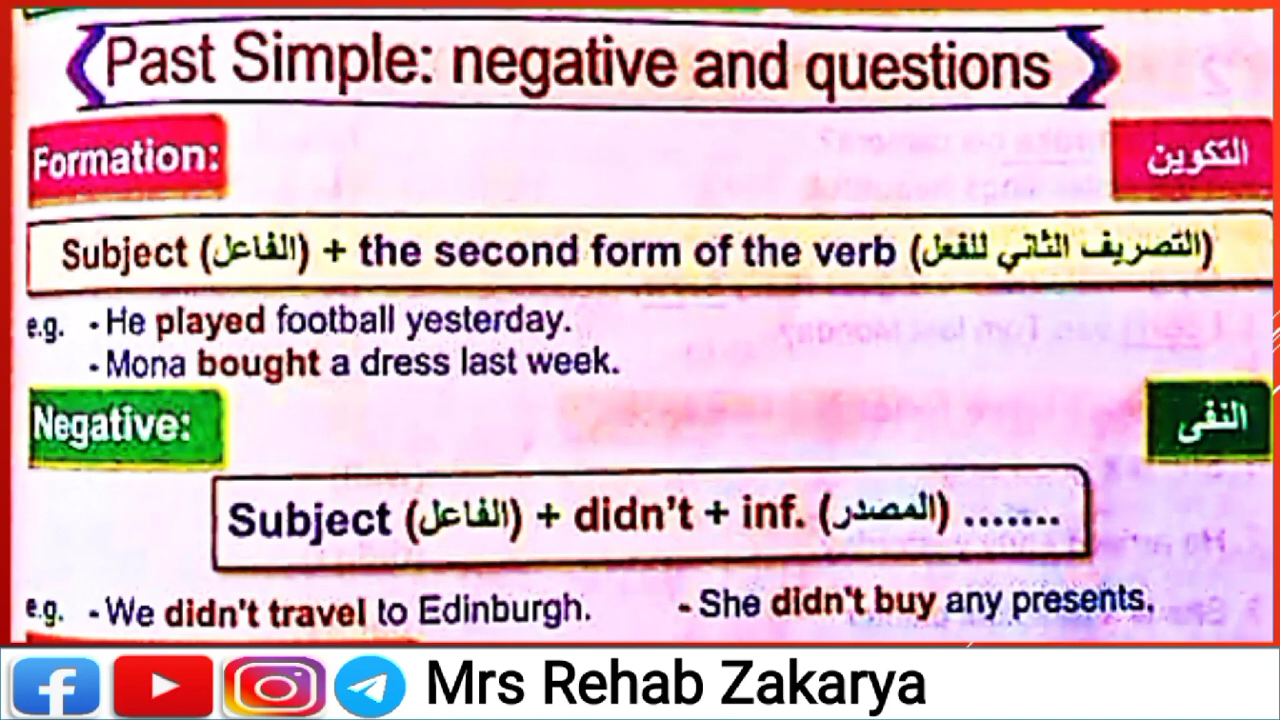 Past Simple: negative and questions
Formation: التكوين
Subject (الفاعل) + the second form of the verb (التصريف الثاني للفعل)
e.g. - He played football yesterday.
- Mona bought a dress last week.
Negative: النفى
Subject (الفاعل) + didn't + inf. (المصدر) .......
e.g. - We didn't travel to Edinburgh. - She didn't buy any presents.
Mrs Rehab Zakarya